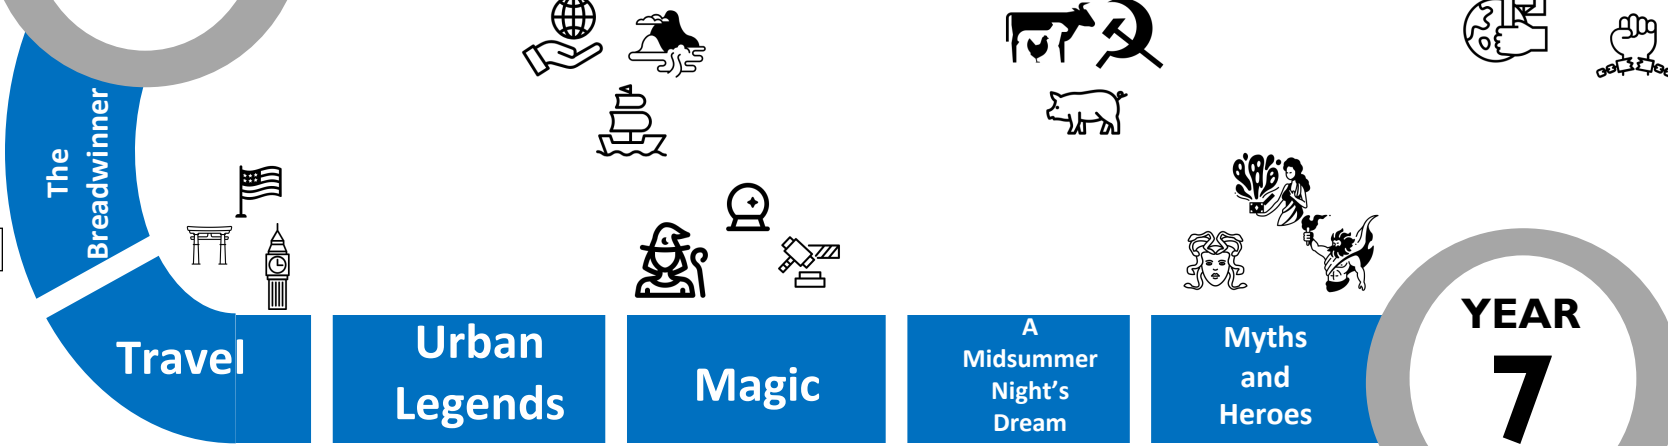 The
Breadwinner
Travel
Urban
Legends
Magic
A
Midsummer
Night’s
Dream
Myths
and
Heroes
YEAR
7